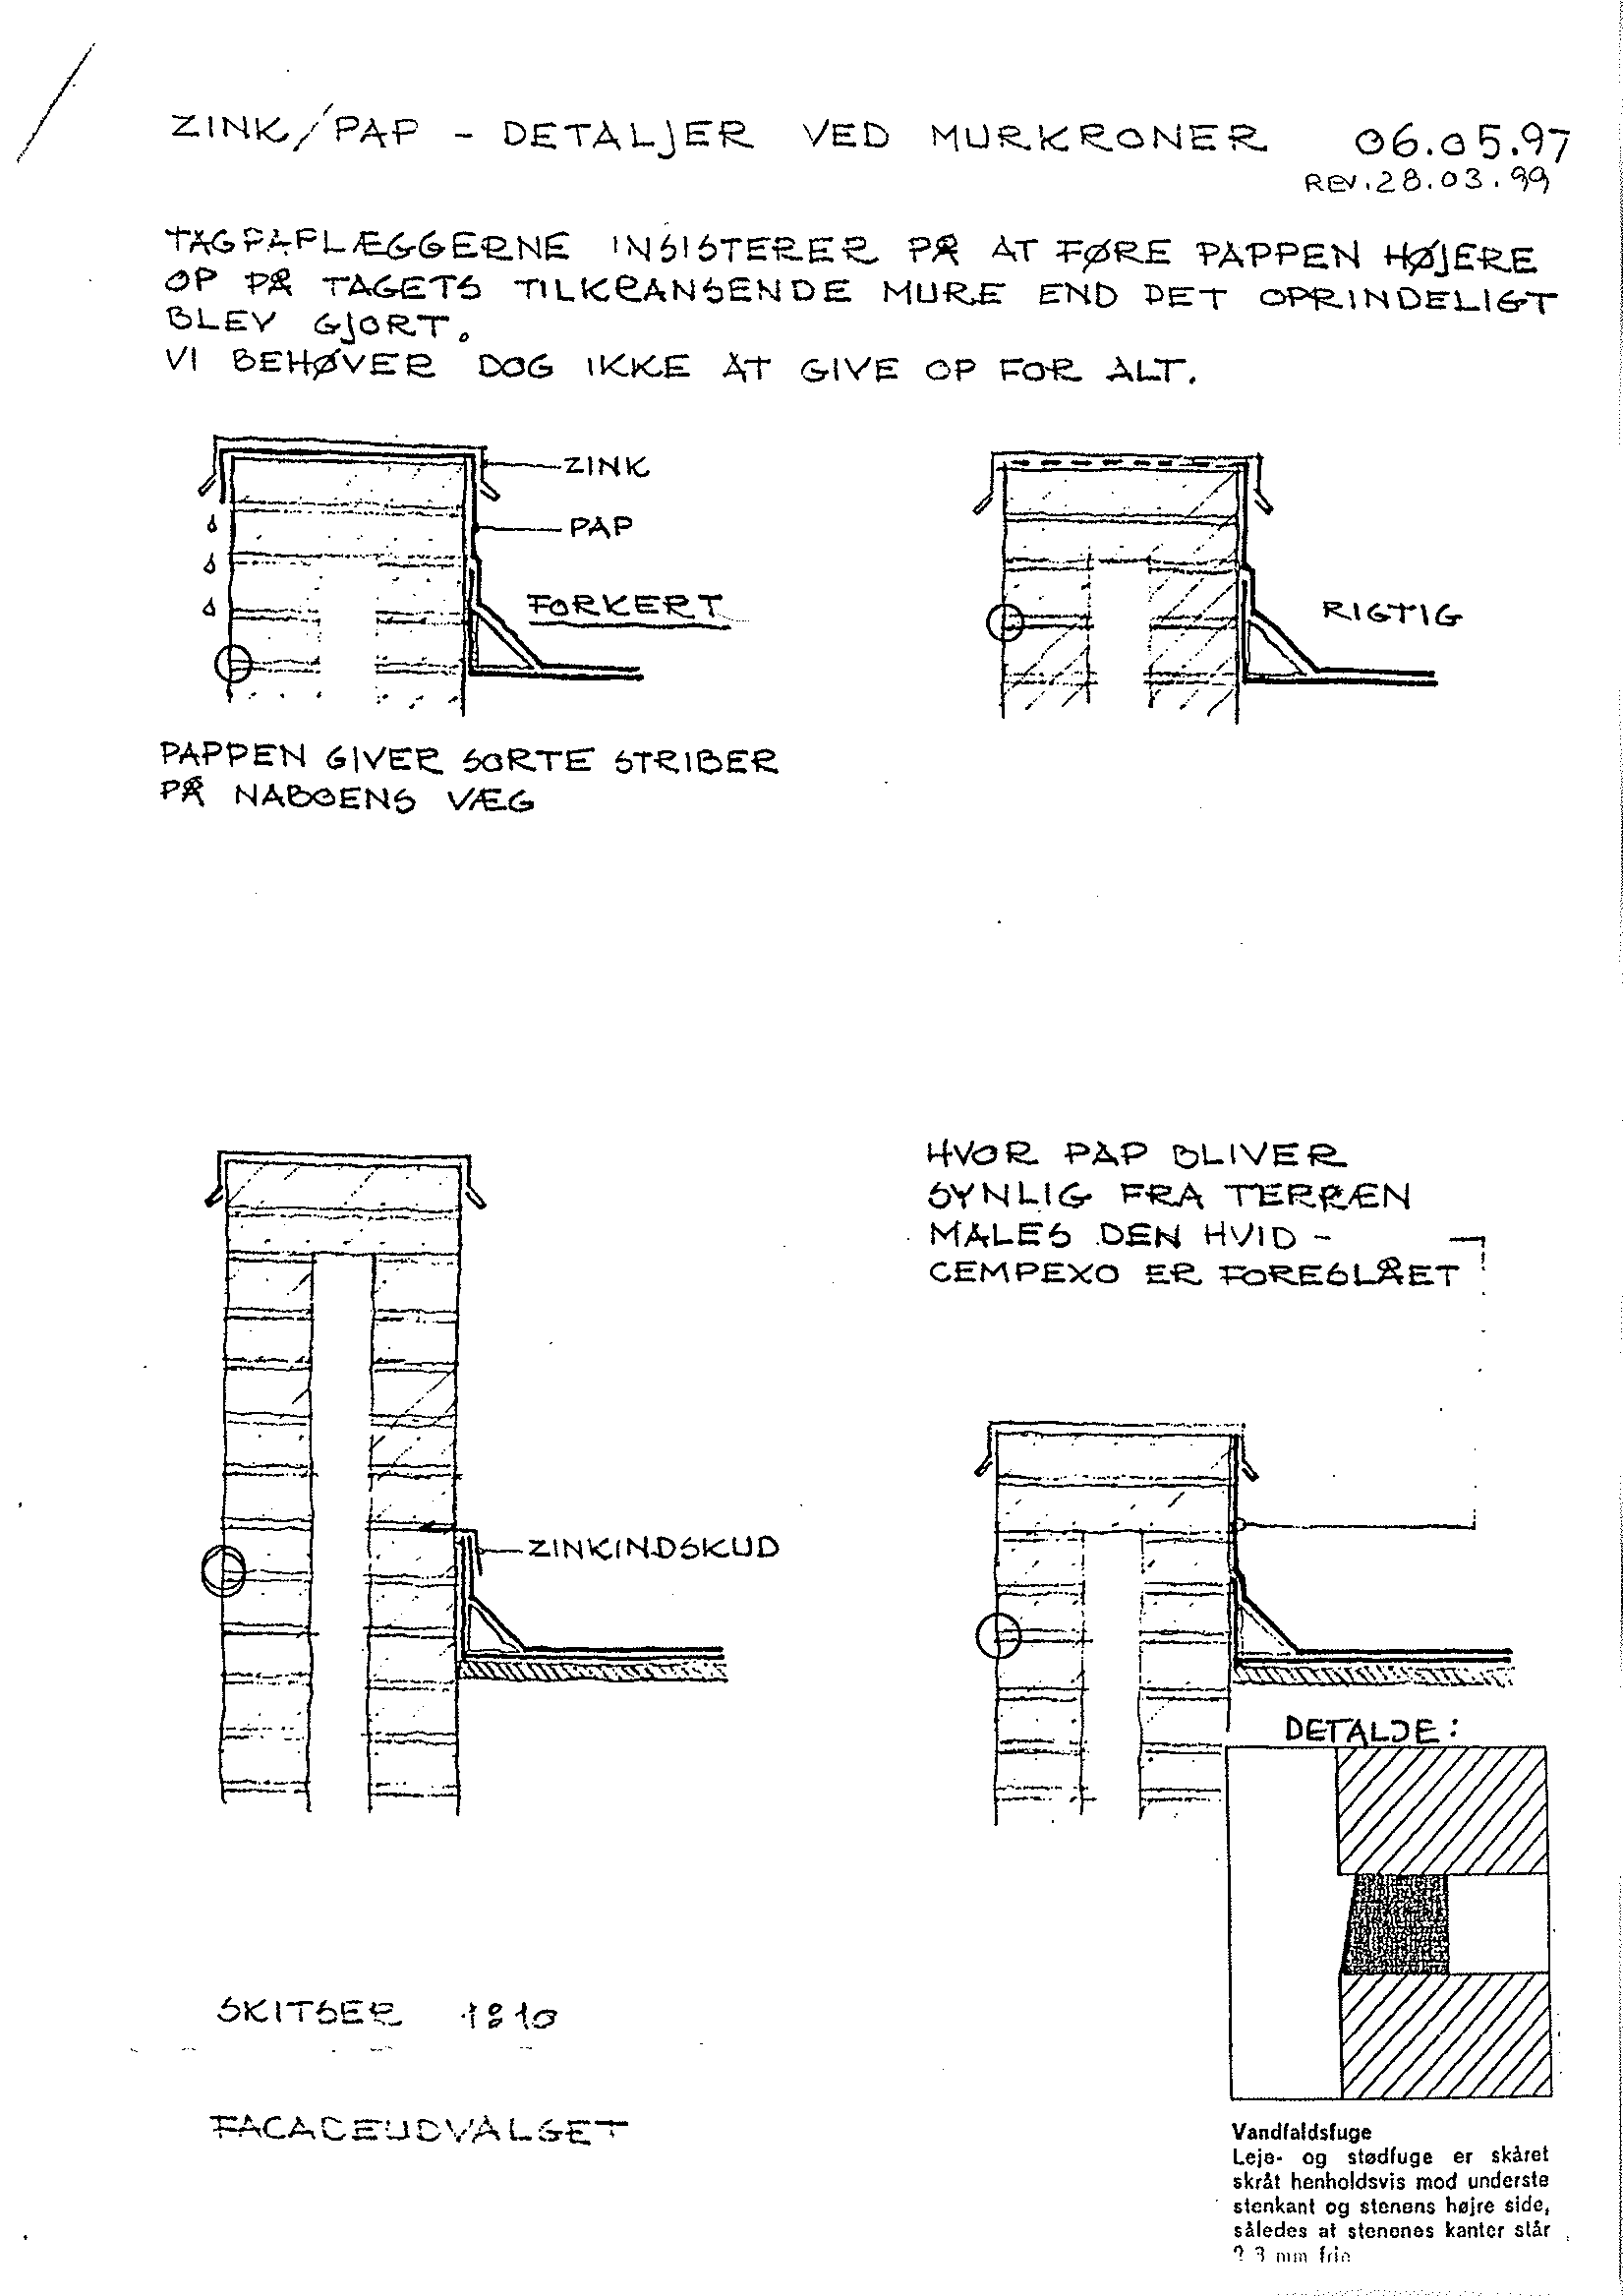 ZINK/PAP - DETALJER VED MURKRONER 06.05.97
REV.28.03.99
TAGPAPLÆGGERNE INSISTERER PÅ AT FØRE PAPPEN HØJERE
OP PÅ TAGETS TILKRANSENDE MURE END DET OPRINDELIGT
BLEV GJORT.
VI BEHØVER DOG IKKE AT GIVE OP FOR ALT.
ZINK
PAP
FORKERT
RIGTIG
PAPPEN GIVER SORTE STRIBER
PÅ NABOENS VÆG
HVOR PAP BLIVER
SYNLIG FRA TERRÆN
MALES DEN HVID -
CEMPEXO ER FORESLÅET
ZINKINDSKUD
DETALJE:
SKITSER 1:10
FACADEUDVALGET
Vandfaldsfuge
Leje- og stødfuge er skåret
skråt henholdsvis mod underste
stenkant og stenens højre side,
således at stenenes kanter står
3 mm frie